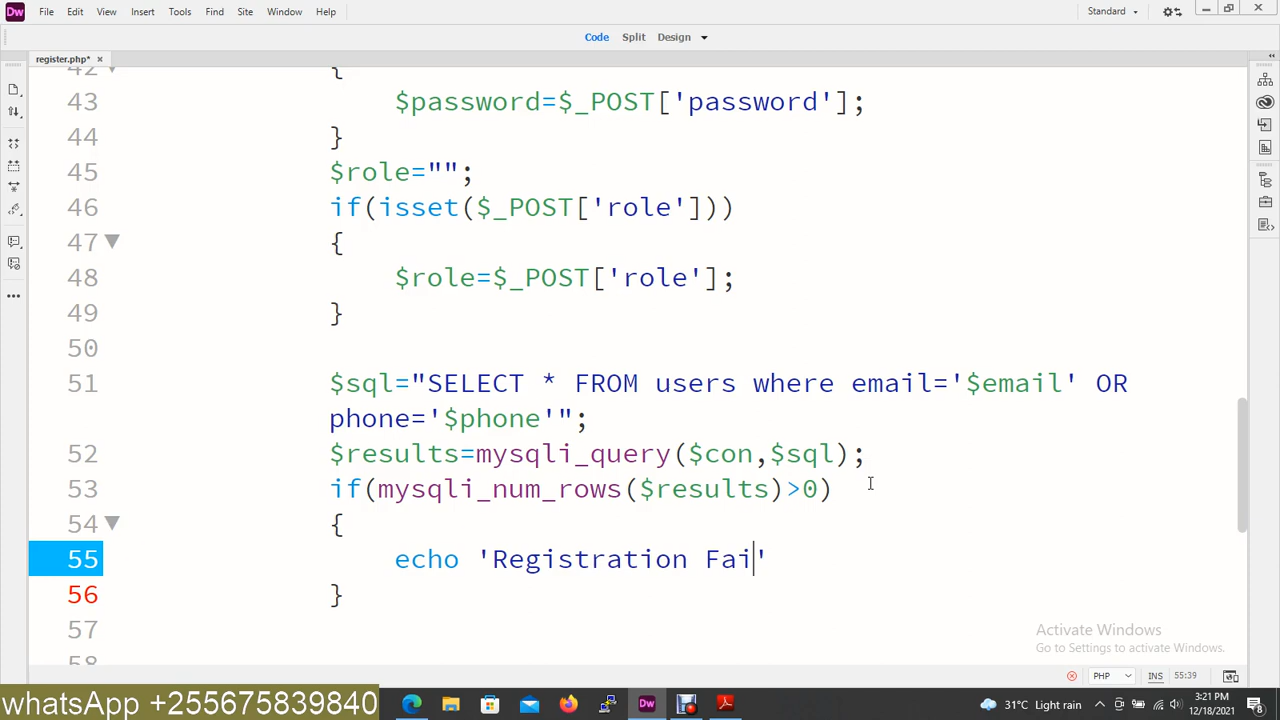 Dw File Edit View Insert Tools Find Site Window Help Standard
Code Split Design
register.php*
42 {
43 $password=$_POST['password'];
44 }
45 $role="";
46 if(isset($_POST['role']))
47 {
48 $role=$_POST['role'];
49 }
50
51 $sql="SELECT * FROM users where email='$email' OR
phone='$phone'";
52 $results=mysqli_query($con,$sql);
53 if(mysqli_num_rows($results)>0)
54 {
55 echo 'Registration Fai'
56 }
57
58
Activate Windows
Go to Settings to activate Windows.
PHP INS 55:39
whatsApp +255675839840
Dw
31°C Light rain
3:21 PM
12/18/2021